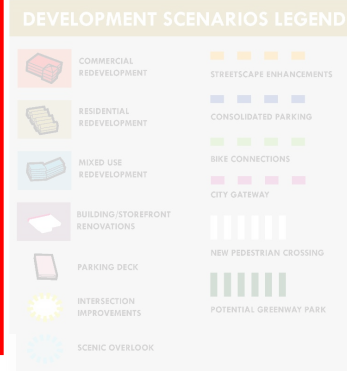 DEVELOPMENT SCENARIOS LEGEND
COMMERCIAL
REDEVELOPMENT
RESIDENTIAL
REDEVELOPMENT
MIXED USE
REDEVELOPMENT
BUILDING/STOREFRONT
RENOVATIONS
PARKING DECK
INTERSECTION
IMPROVEMENTS
SCENIC OVERLOOK
STREETSCAPE ENHANCEMENTS
CONSOLIDATED PARKING
BIKE CONNECTIONS
CITY GATEWAY
NEW PEDESTRIAN CROSSING
POTENTIAL GREENWAY PARK